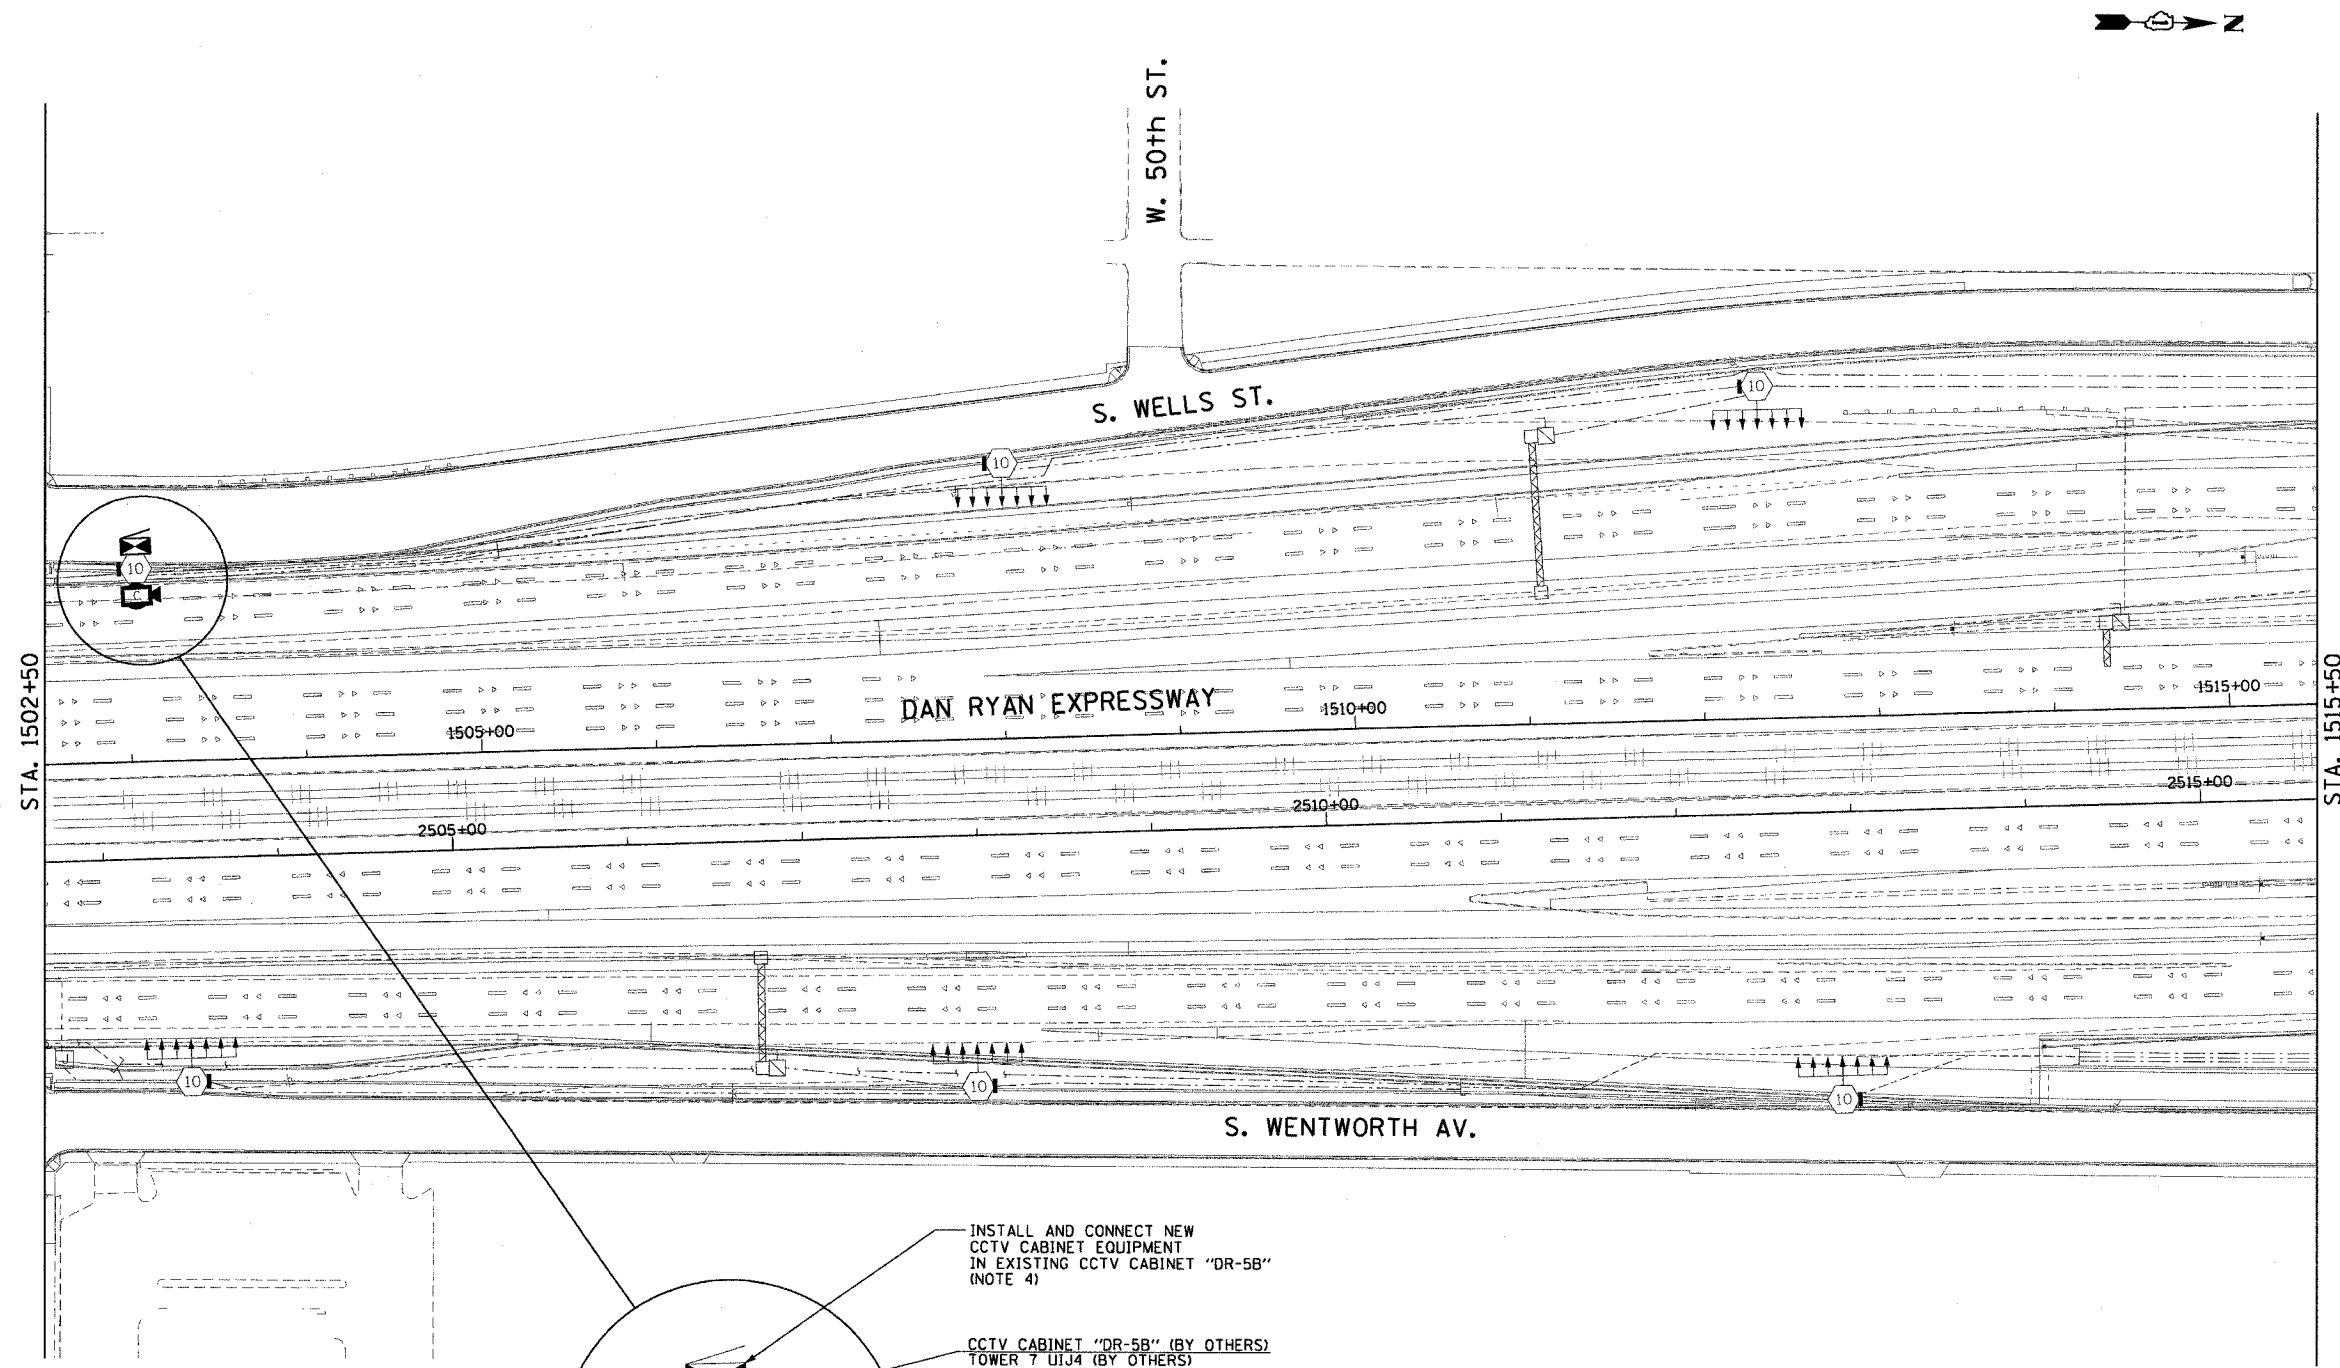 N
W. 50th ST.
S. WELLS ST.
10
10
10
C
STA. 1502+50
STA. 1515+50
DAN RYAN EXPRESSWAY
1505+00
1510+00
1515+00
2505+00
2510+00
2515+00
10
10
10
S. WENTWORTH AV.
INSTALL AND CONNECT NEW
CCTV CABINET EQUIPMENT
IN EXISTING CCTV CABINET "DR-5B"
(NOTE 4)
CCTV CABINET "DR-5B" (BY OTHERS)
TOWER 7 UIJ4 (BY OTHERS)